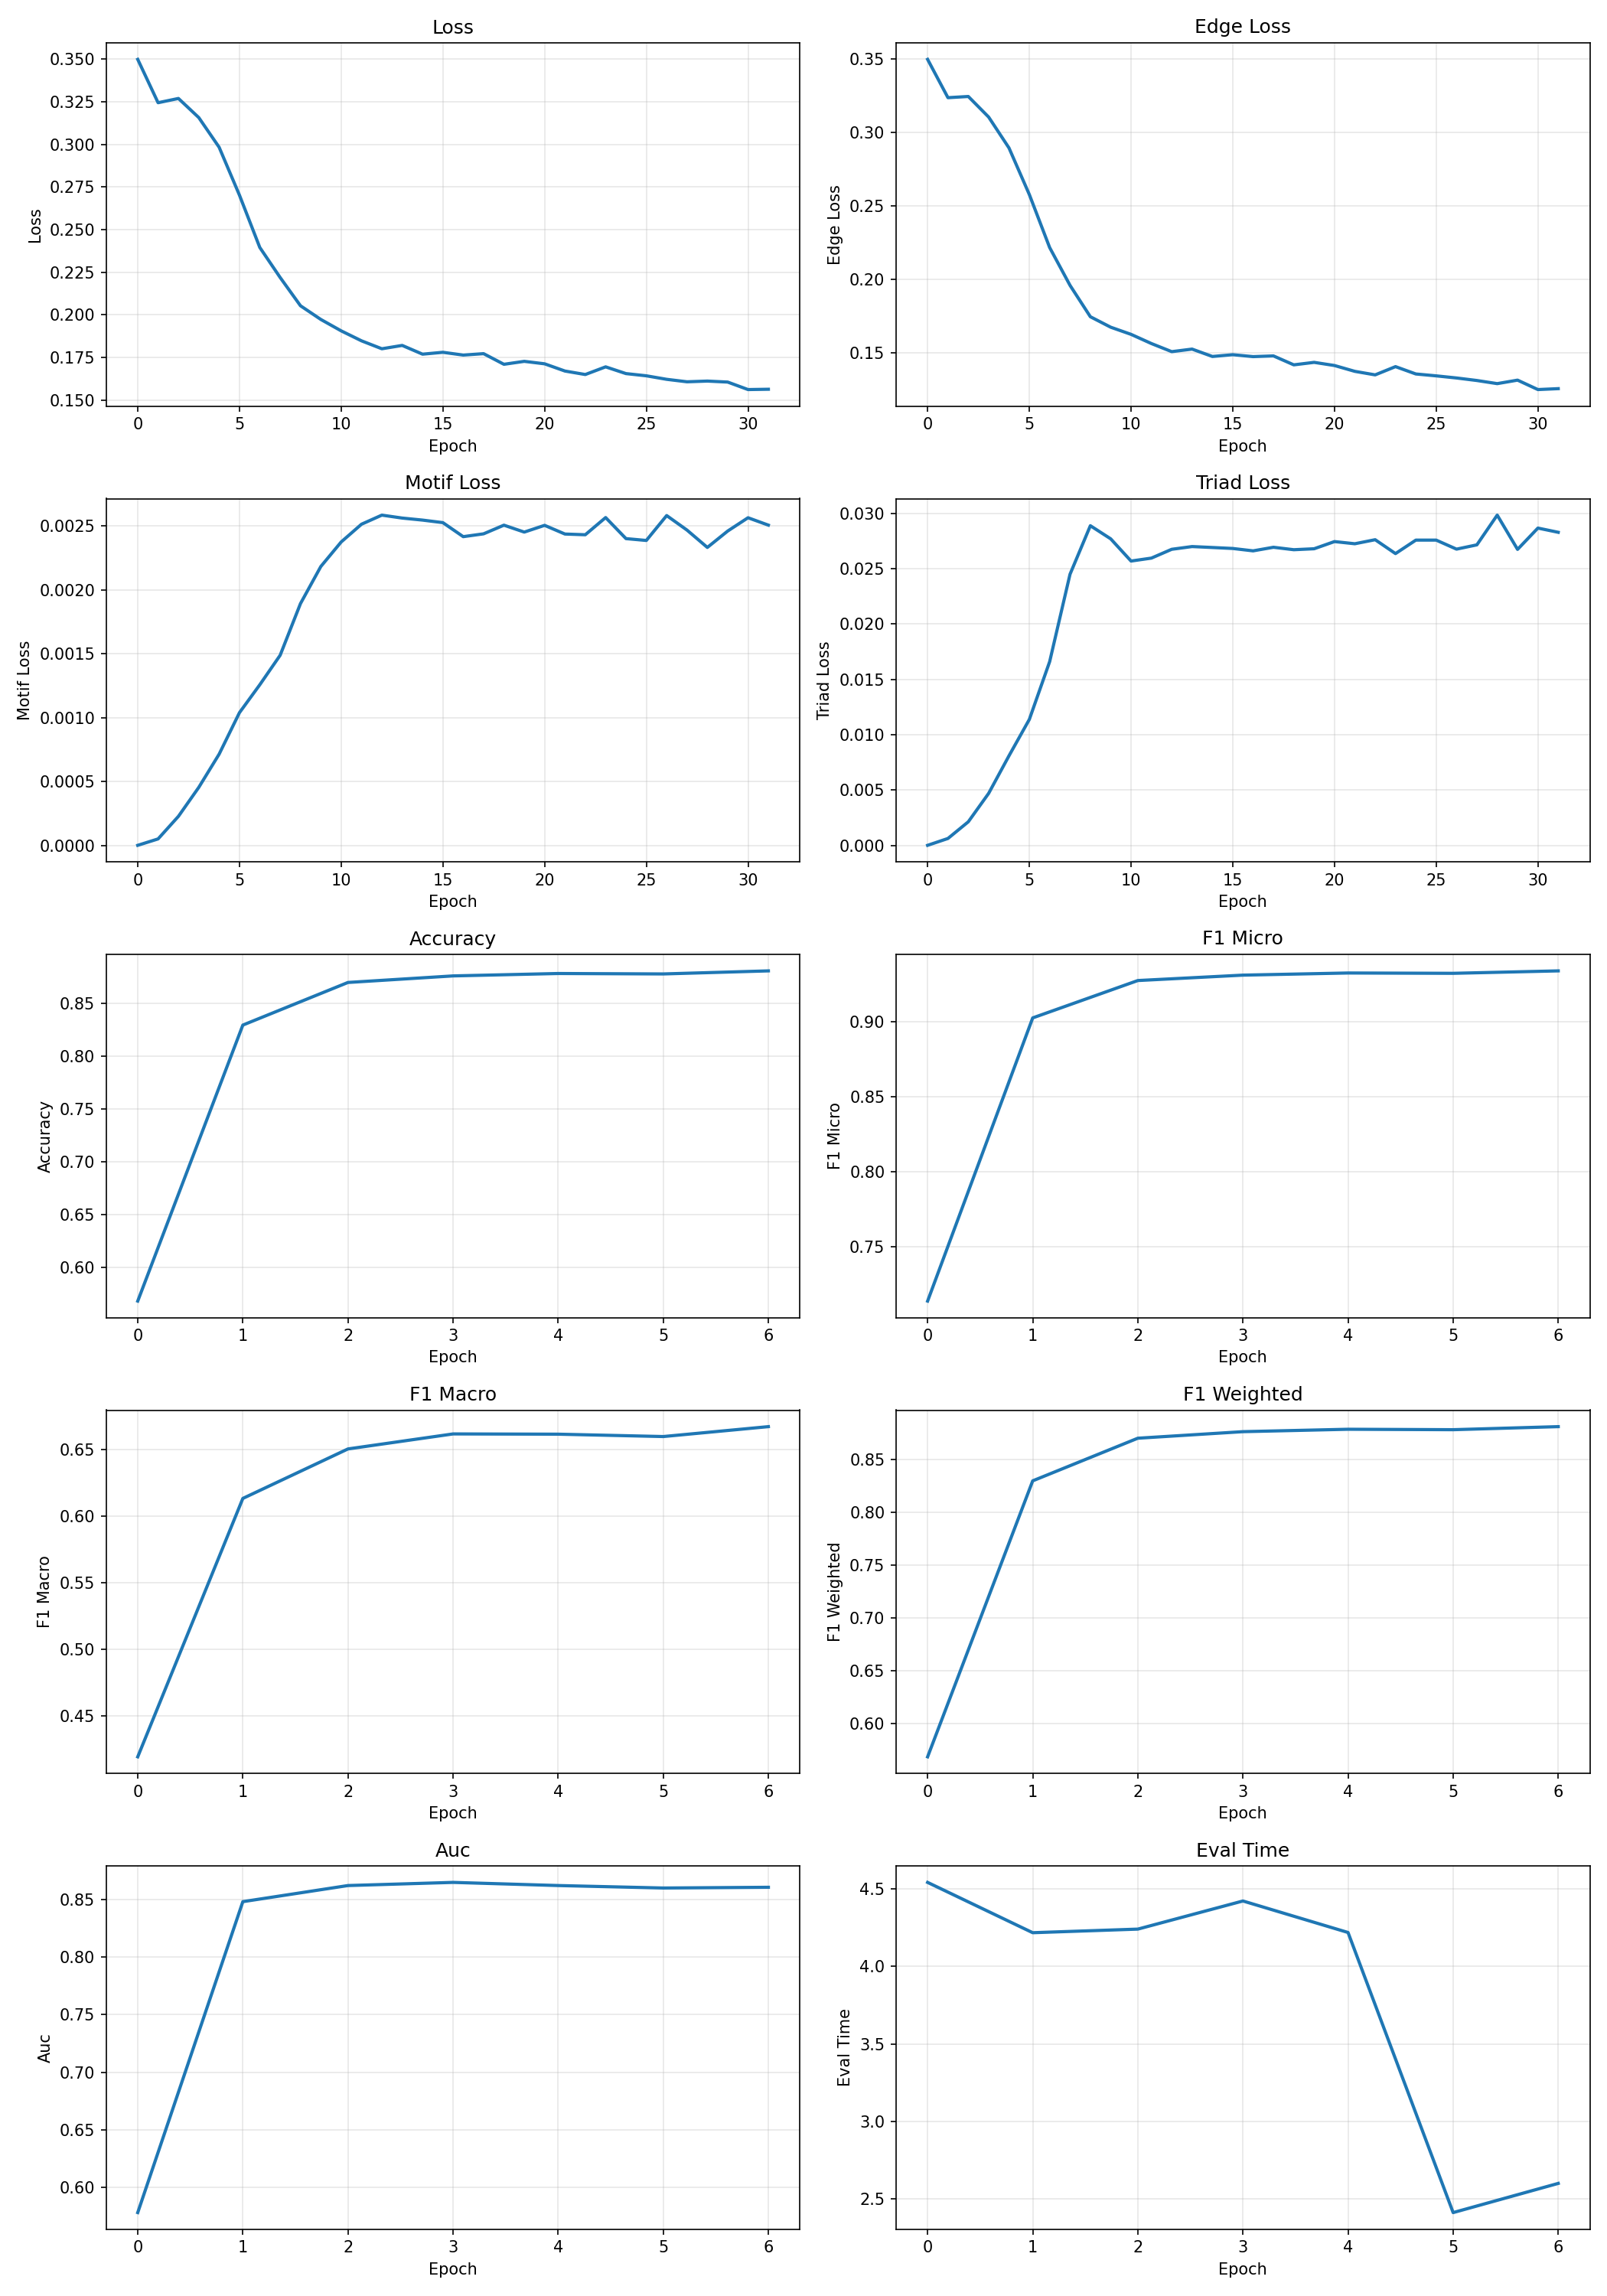 Loss
Loss
0.350
0.325
0.300
0.275
0.250
0.225
0.200
0.175
0.150
0 5 10 15 20 25 30
Epoch
Edge Loss
Edge Loss
0.35
0.30
0.25
0.20
0.15
0 5 10 15 20 25 30
Epoch
Motif Loss
Motif Loss
0.0025
0.0020
0.0015
0.0010
0.0005
0.0000
0 5 10 15 20 25 30
Epoch
Triad Loss
Triad Loss
0.030
0.025
0.020
0.015
0.010
0.005
0.000
0 5 10 15 20 25 30
Epoch
Accuracy
Accuracy
0.85
0.80
0.75
0.70
0.65
0.60
0 1 2 3 4 5 6
Epoch
F1 Micro
F1 Micro
0.90
0.85
0.80
0.75
0 1 2 3 4 5 6
Epoch
F1 Macro
F1 Macro
0.65
0.60
0.55
0.50
0.45
0 1 2 3 4 5 6
Epoch
F1 Weighted
F1 Weighted
0.85
0.80
0.75
0.70
0.65
0.60
0 1 2 3 4 5 6
Epoch
Auc
Auc
0.85
0.80
0.75
0.70
0.65
0.60
0 1 2 3 4 5 6
Epoch
Eval Time
Eval Time
4.5
4.0
3.5
3.0
2.5
0 1 2 3 4 5 6
Epoch